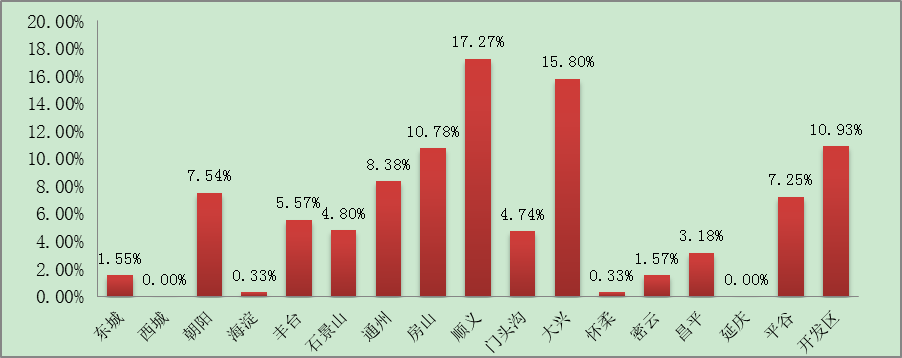 20.00%
18.00%
16.00%
14.00%
12.00%
10.00%
8.00%
6.00%
4.00%
2.00%
0.00%
1.55%
0.00%
7.54%
0.33%
5.57%
4.80%
8.38%
10.78%
17.27%
4.74%
15.80%
0.33%
1.57%
3.18%
0.00%
7.25%
10.93%
东城
西城
朝阳
海淀
丰台
石景山
通州
房山
顺义
门头沟
大兴
怀柔
密云
昌平
延庆
平谷
开发区